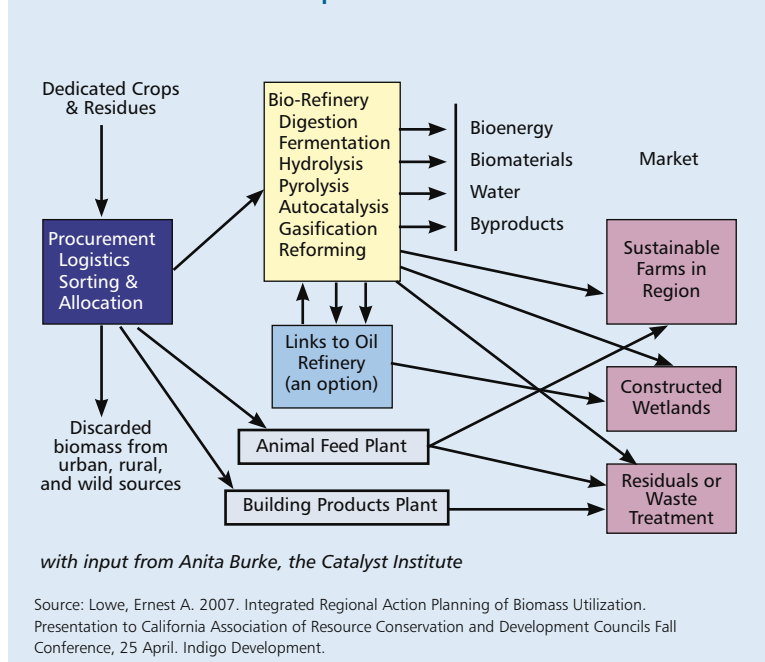 Dedicated Crops
& Residues
Bio-Refinery
Digestion
Fermentation
Hydrolysis
Pyrolysis
Autocatalysis
Gasification
Reforming
Bioenergy
Biomaterials
Water
Byproducts
Market
Procurement
Logistics
Sorting &
Allocation
Sustainable
Farms in
Region
Links to Oil
Refinery
(an option)
Constructed
Wetlands
Discarded
biomass from
urban, rural,
and wild sources
Animal Feed Plant
Building Products Plant
Residuals or
Waste
Treatment
with input from Anita Burke, the Catalyst Institute
Source: Lowe, Ernest A. 2007. Integrated Regional Action Planning of Biomass Utilization.
Presentation to California Association of Resource Conservation and Development Councils Fall
Conference, 25 April. Indigo Development.